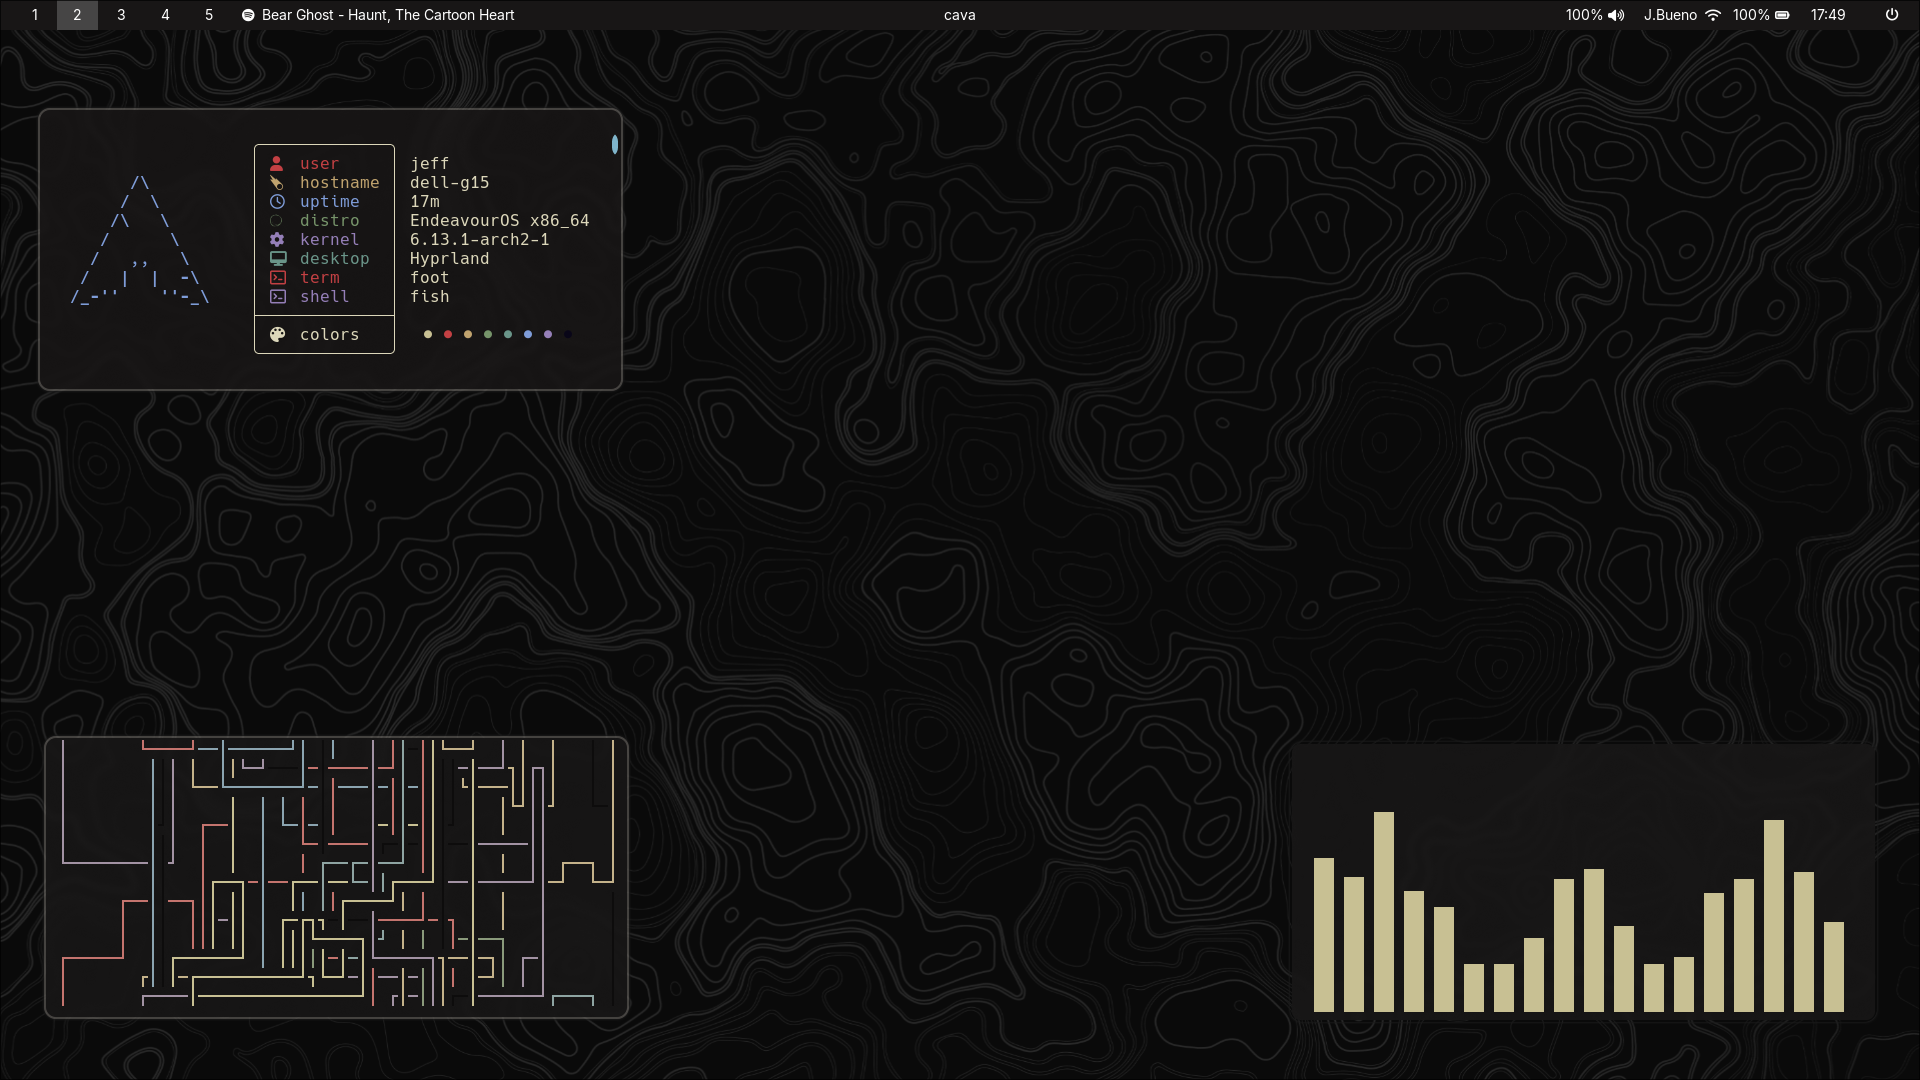 1 2 3 4 5 Bear Ghost - Haunt, The Cartoon Heart cava 100% J.Bueno 100% 17:49
user jeff
hostname dell-g15
uptime 17m
distro EndeavourOS x86_64
kernel 6.13.1-arch2-1
desktop Hyprland
term foot
shell fish
colors